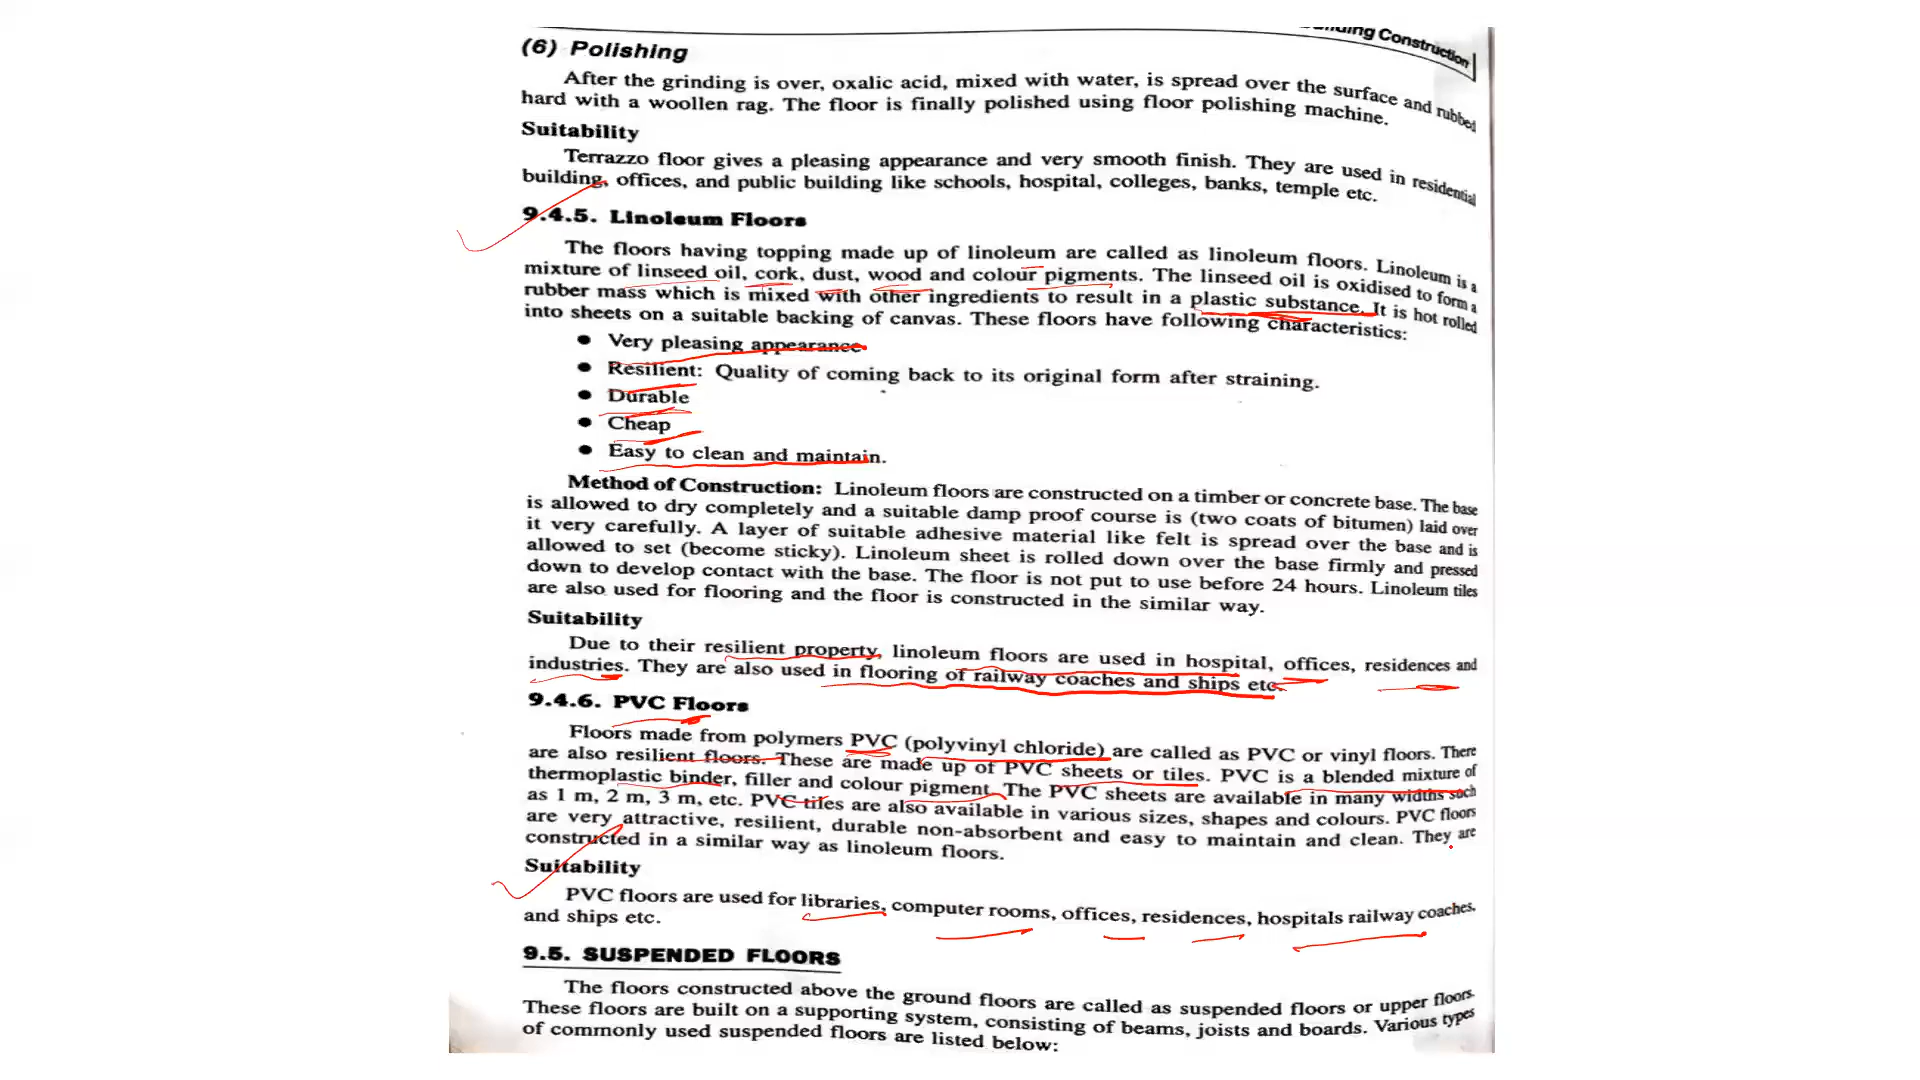 Building Construction
(6) Polishing
After the grinding is over, oxalic acid, mixed with water, is spread over the surface and rubbed
hard with a woollen rag. The floor is finally polished using floor polishing machine.
Suitability
Terrazzo floor gives a pleasing appearance and very smooth finish. They are used in residential
building, offices, and public building like schools, hospital, colleges, banks, temple etc.
9.4.5. Linoleum Floors
The floors having topping made up of linoleum are called as linoleum floors. Linoleum is a
mixture of linseed oil, cork, dust, wood and colour pigments. The linseed oil is oxidised to form a
rubber mass which is mixed with other ingredients to result in a plastic substance. It is hot rolled
into sheets on a suitable backing of canvas. These floors have following characteristics:
● Very pleasing appearance
● Resilient: Quality of coming back to its original form after straining.
● Durable
● Cheap
● Easy to clean and maintain.
Method of Construction: Linoleum floors are constructed on a timber or concrete base. The base
is allowed to dry completely and a suitable damp proof course is (two coats of bitumen) laid over
it very carefully. A layer of suitable adhesive material like felt is spread over the base and is
allowed to set (become sticky). Linoleum sheet is rolled down over the base firmly and pressed
down to develop contact with the base. The floor is not put to use before 24 hours. Linoleum tiles
are also used for flooring and the floor is constructed in the similar way.
Suitability
Due to their resilient property, linoleum floors are used in hospital, offices, residences and
industries. They are also used in flooring of railway coaches and ships etc.
9.4.6. PVC Floors
Floors made from polymers PVC (polyvinyl chloride) are called as PVC or vinyl floors. There
are also resilient floors. These are made up of PVC sheets or tiles. PVC is a blended mixture of
thermoplastic binder, filler and colour pigment. The PVC sheets are available in many widths such
as 1 m, 2 m, 3 m, etc. PVC tiles are also available in various sizes, shapes and colours. PVC floors
are very attractive, resilient, durable non-absorbent and easy to maintain and clean. They are
constructed in a similar way as linoleum floors.
Suitability
PVC floors are used for libraries, computer rooms, offices, residences, hospitals railway coaches.
and ships etc.
9.5. SUSPENDED FLOORS
The floors constructed above the ground floors are called as suspended floors or upper floors.
These floors are built on a supporting system, consisting of beams, joists and boards. Various types
of commonly used suspended floors are listed below: